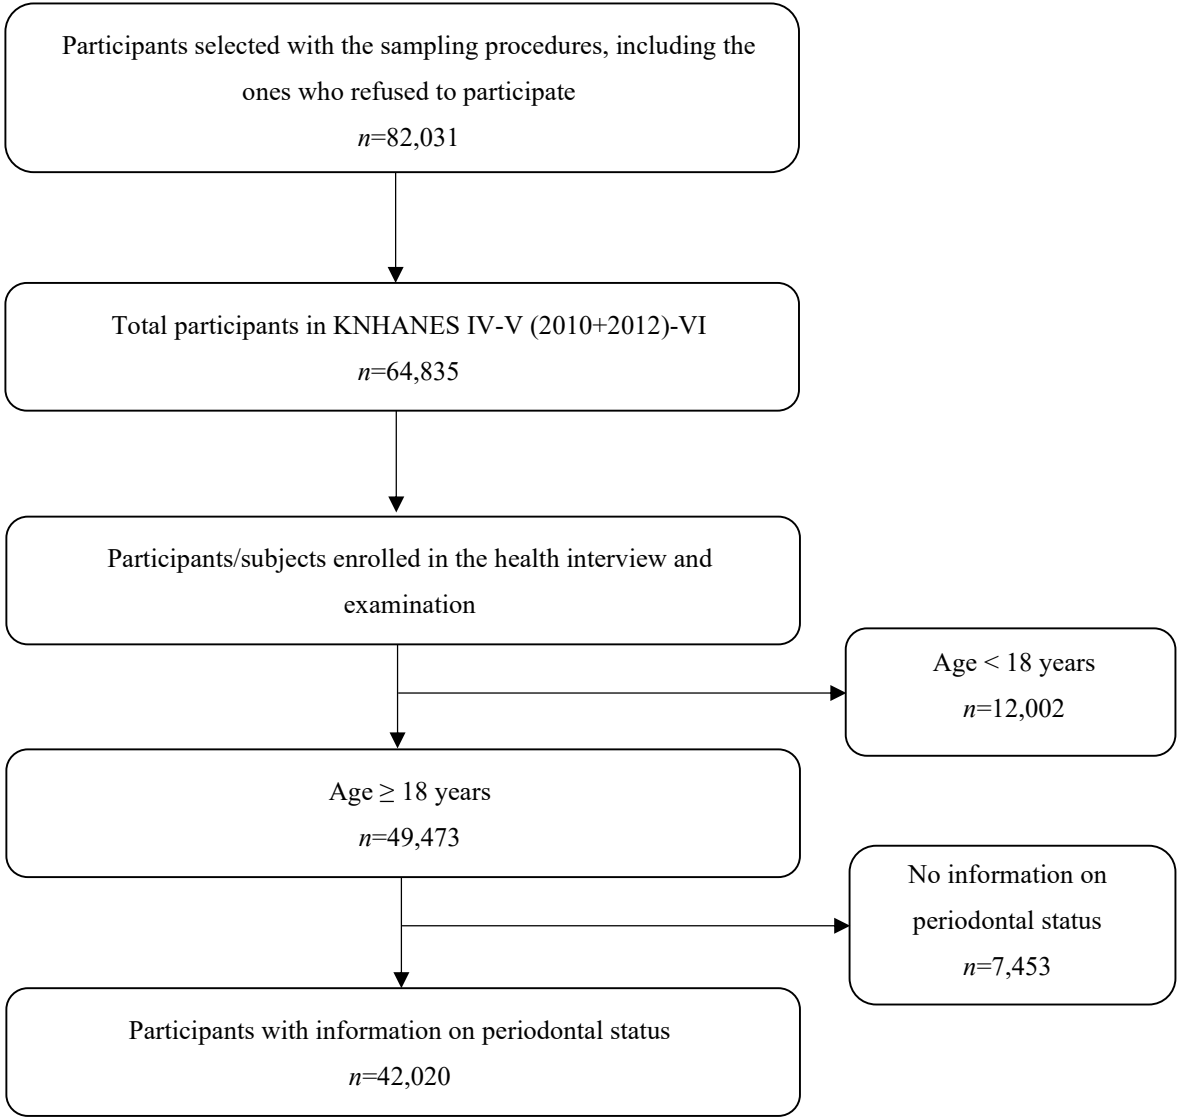 Participants selected with the sampling procedures, including the
ones who refused to participate
n=82,031
Total participants in KNHANES IV-V (2010+2012)-VI
n=64,835
Participants/subjects enrolled in the health interview and
examination
Age < 18 years
n=12,002
Age ≥ 18 years
n=49,473
No information on
periodontal status
n=7,453
Participants with information on periodontal status
n=42,020